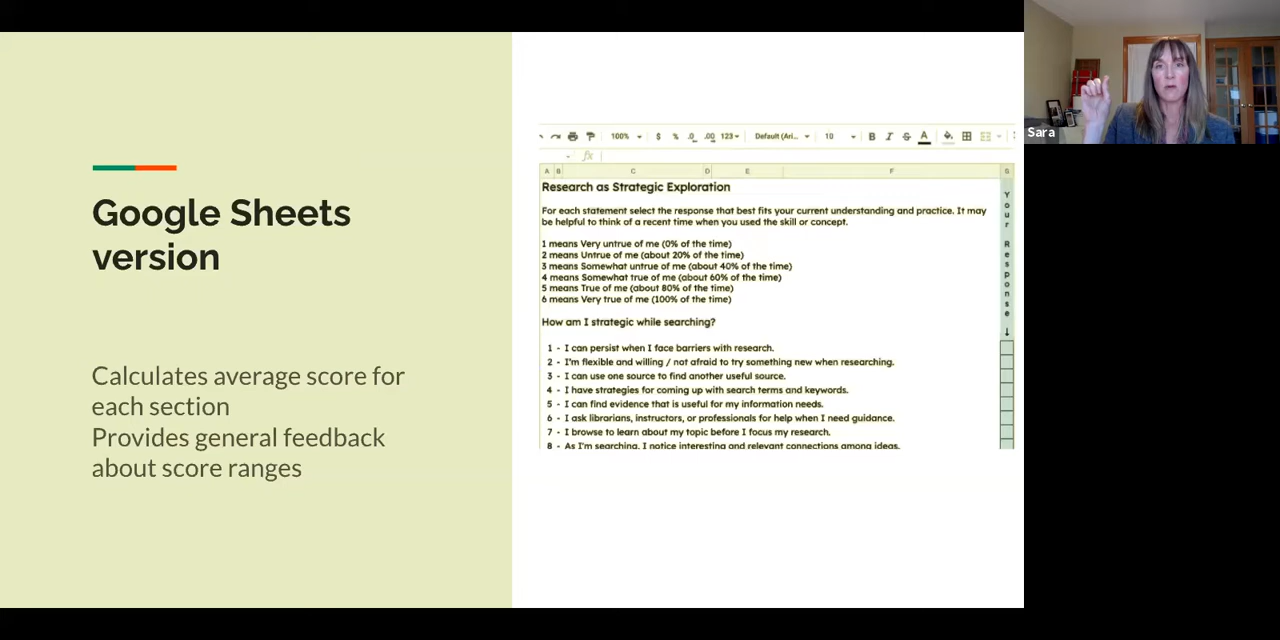 Google Sheets
version
Calculates average score for
each section
Provides general feedback
about score ranges
100% $ % .0 .00 123 Default (Ari... 10 B I S A
fx
A B C D E F G
Research as Strategic Exploration
For each statement select the response that best fits your current understanding and practice. It may
be helpful to think of a recent time when you used the skill or concept.
1 means Very untrue of me (0% of the time)
2 means Untrue of me (about 20% of the time)
3 means Somewhat untrue of me (about 40% of the time)
4 means Somewhat true of me (about 60% of the time)
5 means True of me (about 80% of the time)
6 means Very true of me (100% of the time)
How am I strategic while searching?
1 - I can persist when I face barriers with research.
2 - I'm flexible and willing / not afraid to try something new when researching.
3 - I can use one source to find another useful source.
4 - I have strategies for coming up with search terms and keywords.
5 - I can find evidence that is useful for my information needs.
6 - I ask librarians, instructors, or professionals for help when I need guidance.
7 - I browse to learn about my topic before I focus my research.
8 - As I'm searching, I notice interesting and relevant connections among ideas.
Your Response ↓
Sara